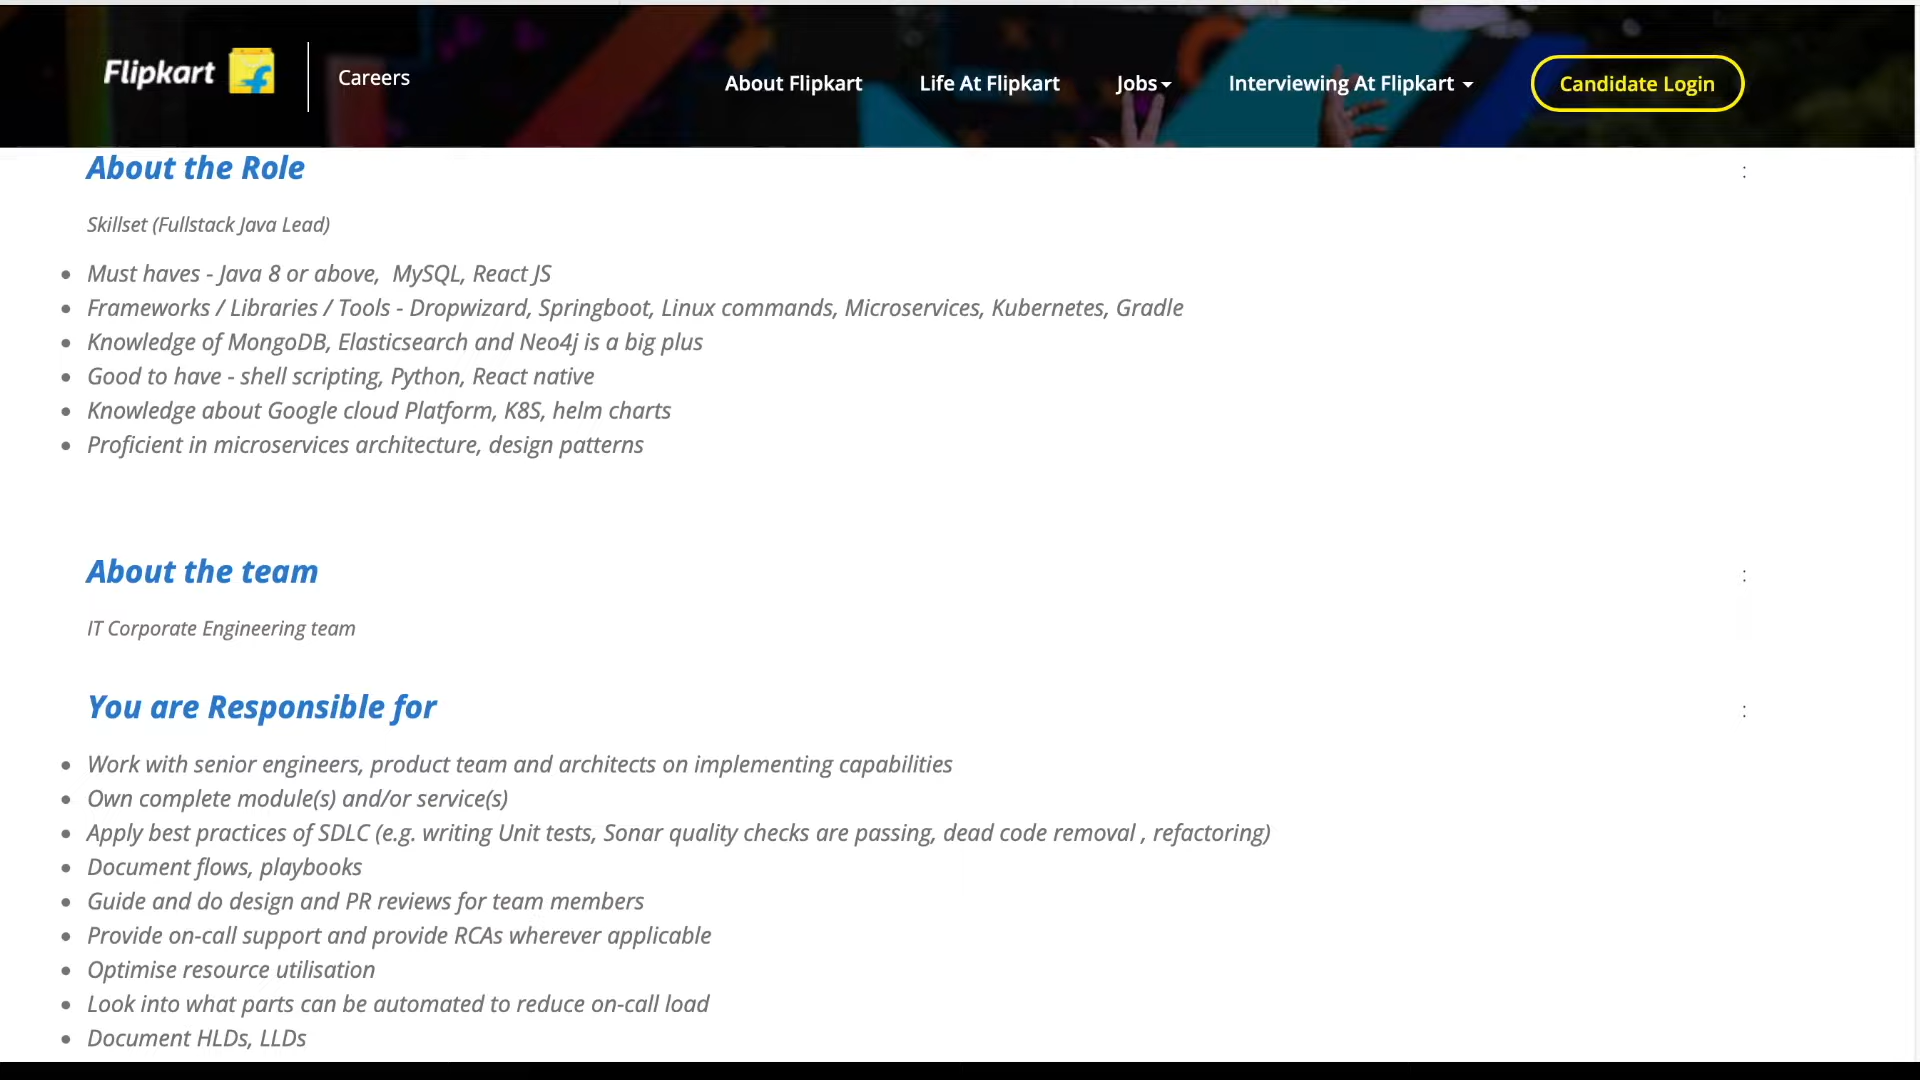 Flipkart Careers About Flipkart Life At Flipkart Jobs Interviewing At Flipkart Candidate Login
About the Role :
Skillset (Fullstack Java Lead)
Must haves - Java 8 or above, MySQL, React JS
Frameworks / Libraries / Tools - Dropwizard, Springboot, Linux commands, Microservices, Kubernetes, Gradle
Knowledge of MongoDB, Elasticsearch and Neo4j is a big plus
Good to have - shell scripting, Python, React native
Knowledge about Google cloud Platform, K8S, helm charts
Proficient in microservices architecture, design patterns
About the team :
IT Corporate Engineering team
You are Responsible for :
Work with senior engineers, product team and architects on implementing capabilities
Own complete module(s) and/or service(s)
Apply best practices of SDLC (e.g. writing Unit tests, Sonar quality checks are passing, dead code removal , refactoring)
Document flows, playbooks
Guide and do design and PR reviews for team members
Provide on-call support and provide RCAs wherever applicable
Optimise resource utilisation
Look into what parts can be automated to reduce on-call load
Document HLDs, LLDs